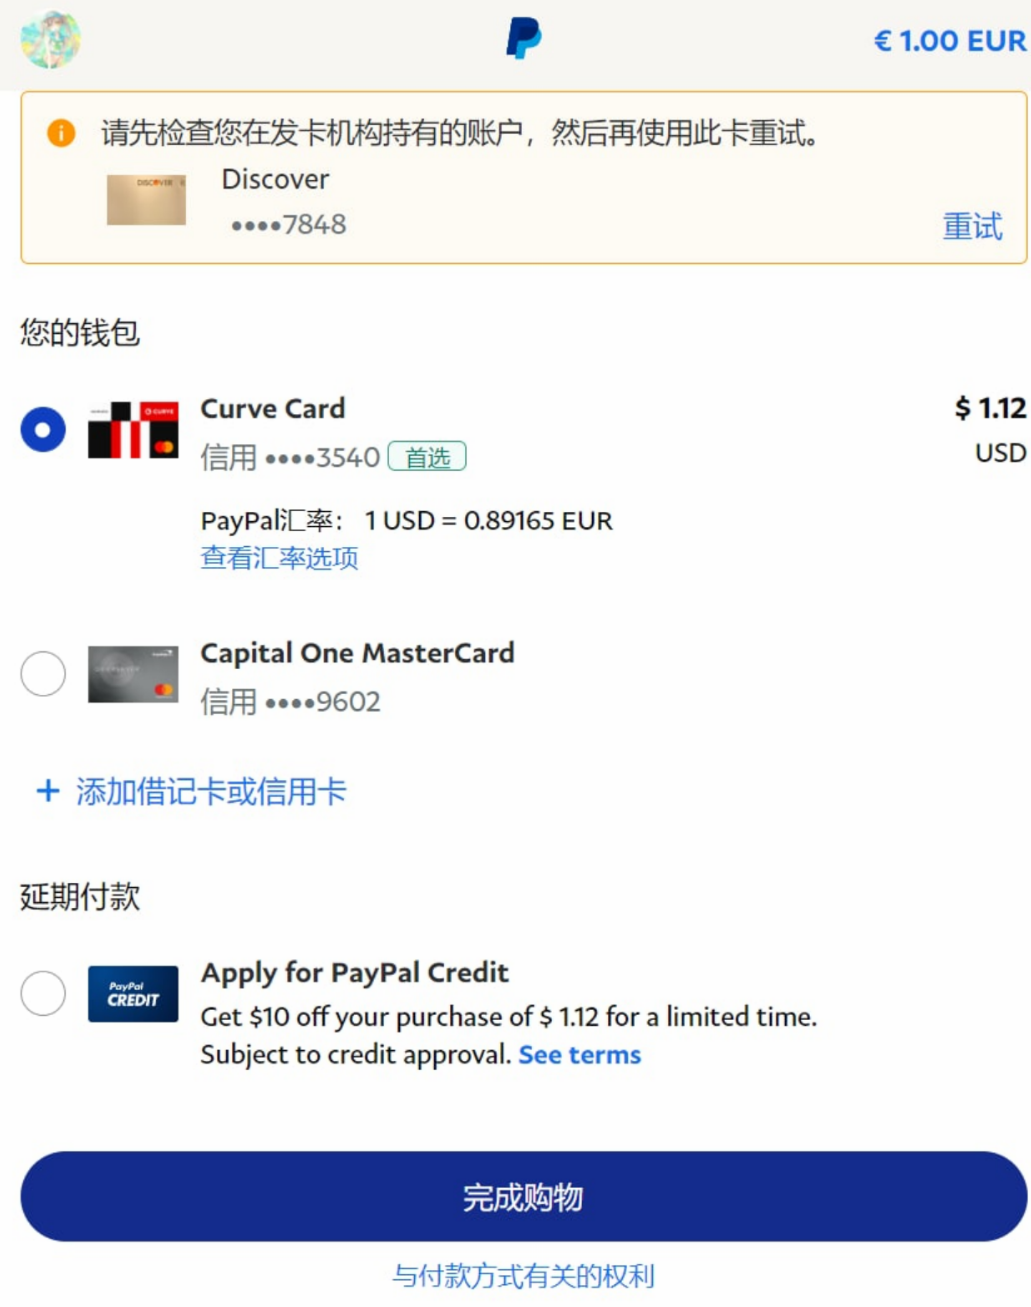 € 1.00 EUR
请先检查您在发卡机构持有的账户，然后再使用此卡重试。
DISCOVER
Discover
••••7848
重试
您的钱包
CURVE
Curve Card
$ 1.12
信用 ••••3540 首选
USD
PayPal汇率： 1 USD = 0.89165 EUR
查看汇率选项
Capital One MasterCard
信用 ••••9602
+ 添加借记卡或信用卡
延期付款
PayPal
CREDIT
Apply for PayPal Credit
Get $10 off your purchase of $ 1.12 for a limited time.
Subject to credit approval. See terms
完成购物
与付款方式有关的权利